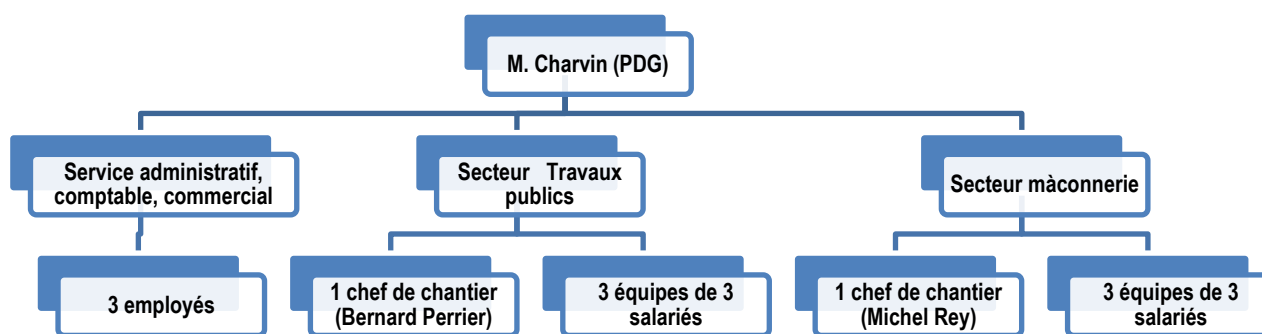 M. Charvin (PDG)
Service administratif,
comptable, commercial
Secteur Travaux
publics
Secteur màconnerie
3 employés
1 chef de chantier
(Bernard Perrier)
3 équipes de 3
salariés
1 chef de chantier
(Michel Rey)
3 équipes de 3
salariés